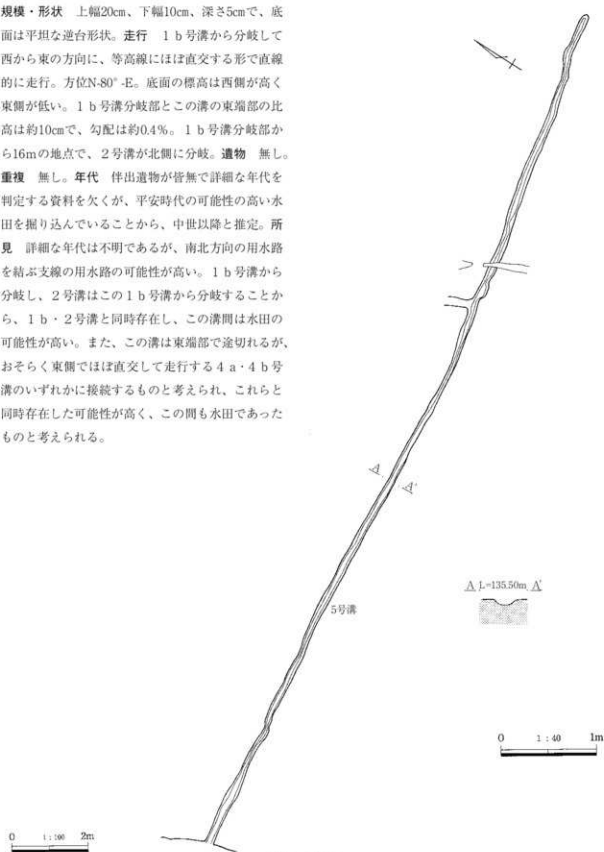 規模・形状　上幅20cm、下幅10cm、深さ5cmで、底
面は平坦な逆台形状。走行　１ｂ号溝から分岐して
西から東の方向に、等高線にほぼ直交する形で直線
的に走行。方位N-80°-E。底面の標高は西側が高く
東側が低い。１ｂ号溝分岐部とこの溝の東端部の比
高は約10cmで、勾配は約0.4%。１ｂ号溝分岐部か
ら16mの地点で、２号溝が北側に分岐。遺物　無し。
重複　無し。年代　伴出遺物が皆無で詳細な年代を
判定する資料を欠くが、平安時代の可能性の高い水
田を掘り込んでいることから、中世以降と推定。所
見　詳細な年代は不明であるが、南北方向の用水路
を結ぶ支線の用水路の可能性が高い。１ｂ号溝から
分岐し、２号溝はこの１ｂ号溝から分岐することか
ら、１ｂ・２号溝と同時存在し、この溝間は水田の
可能性が高い。また、この溝は東端部で途切れるが、
おそらく東側でほぼ直交して走行する４ａ・４ｂ号
溝のいずれかに接続するものと考えられ、これらと
同時存在した可能性が高く、この間も水田であった
ものと考えられる。
A
A'
A L=135.50m A'
5号溝
0 1:40 1m
0 2m